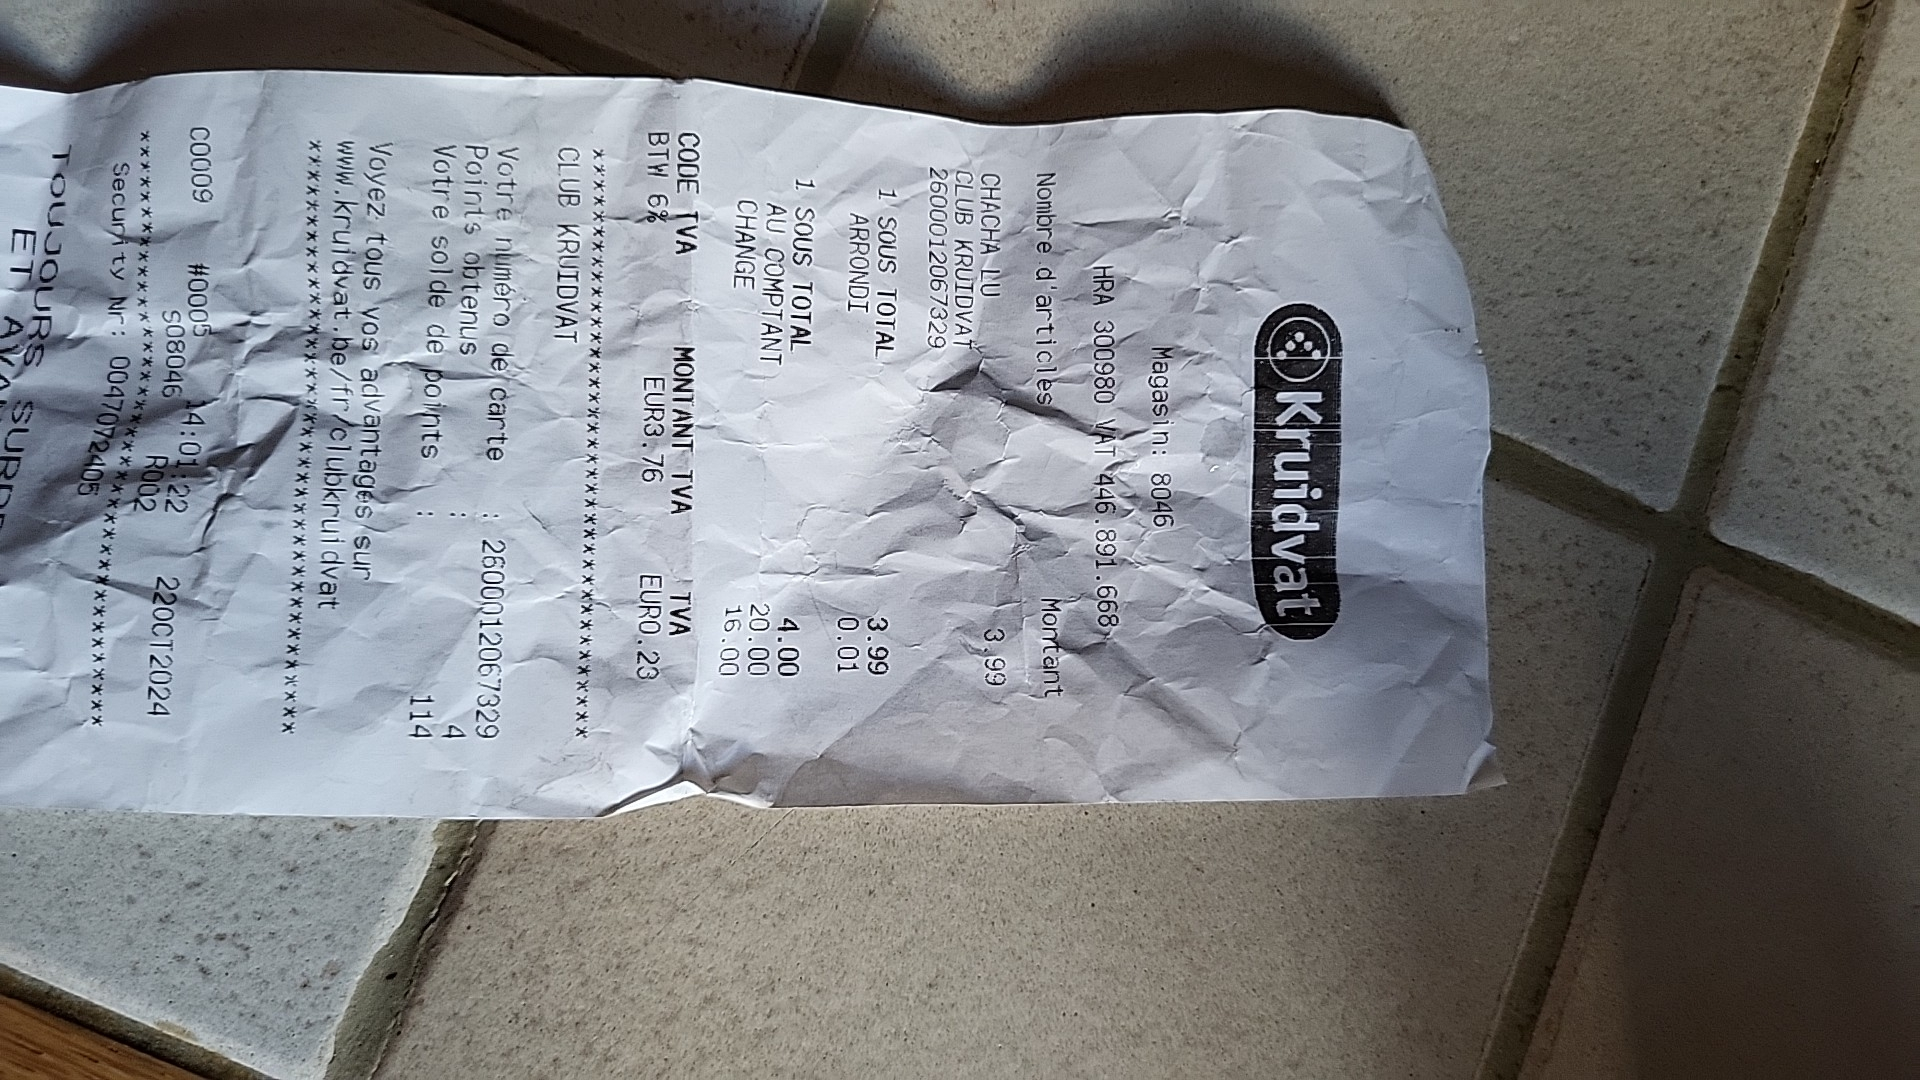 Kruidvat
Magasin: 8046
HRA 300980 VAT 446.891.668
Nombre d'articles Montant
CHACHA LU 3.99
CLUB KRUIDVAT
2600012067329
1 SOUS TOTAL 3.99
ARRONDI 0.01
1 SOUS TOTAL 4.00
AU COMPTANT 20.00
CHANGE 16.00
CODE TVA MONTANT TVA TVA
BTW 6% EUR3.76 EUR0.23
******************************************
CLUB KRUIDVAT
Votre numéro de carte : 2600012067329
Points obtenus : 4
Votre solde de points : 114
Voyez tous vos advantages sur
www.kruidvat.be/fr/clubkruidvat
******************************************
C0009 #0005 14:01:22 22OCT2024
S08046 R002
******************************************
Security Nr: 0047072405
TOUJOURS SURPRENANT
ET